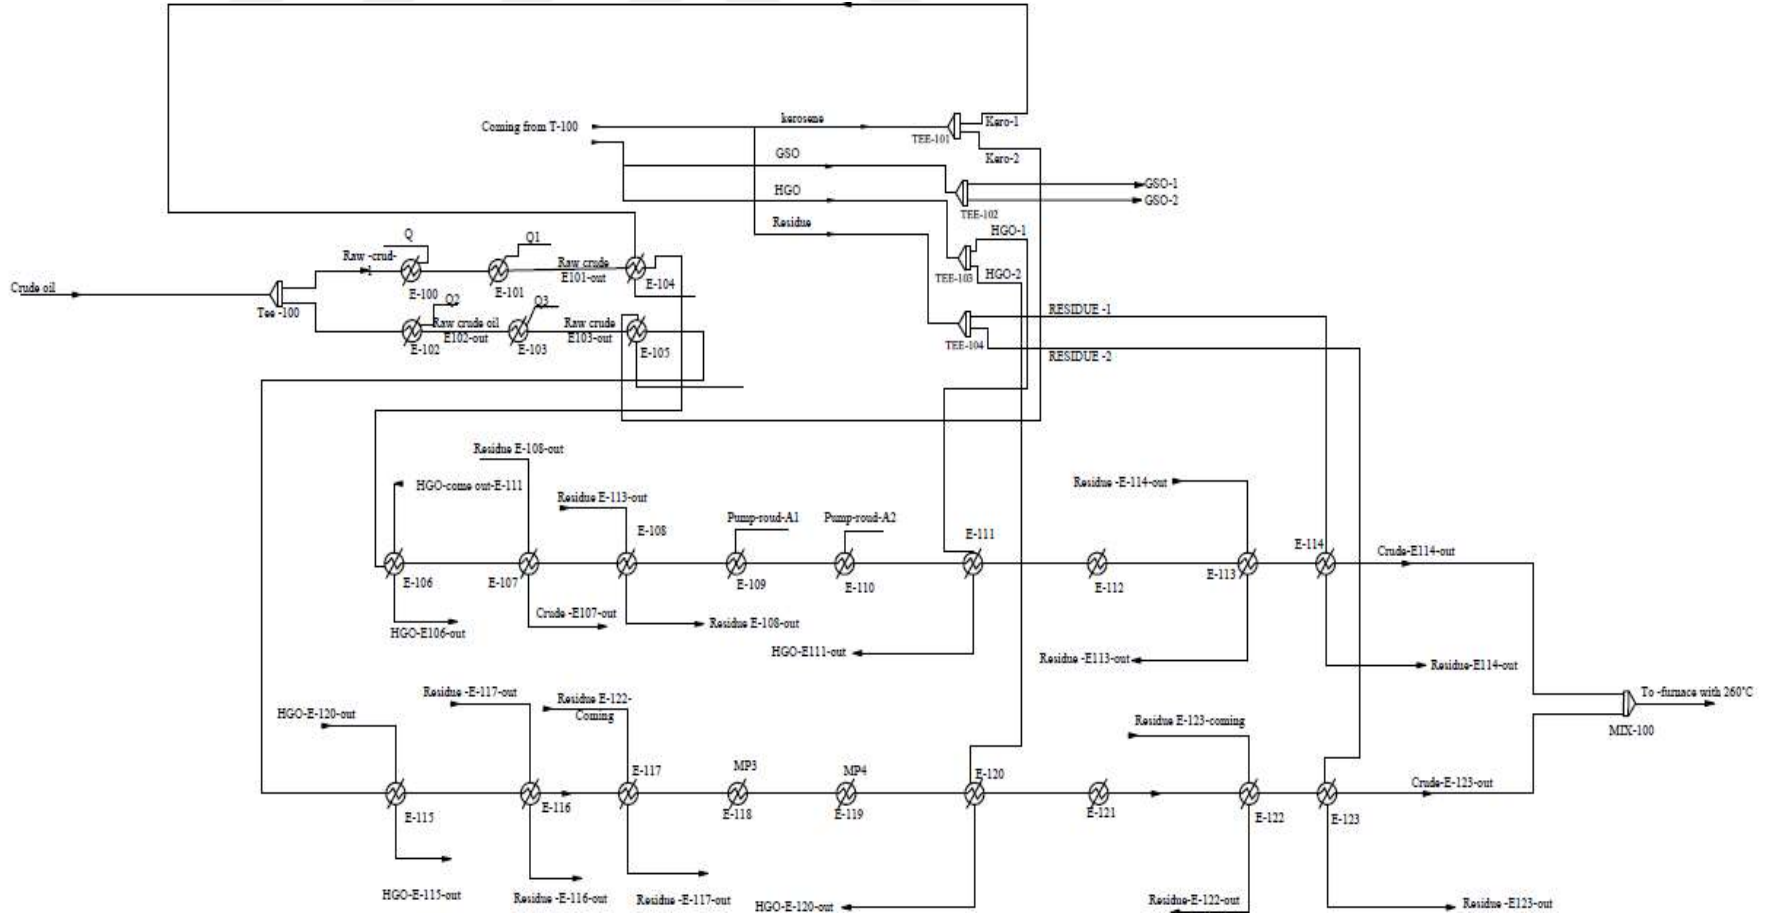 kerosene
Kero-1
Coming from T-100
TEE-101
Kero-2
GSO
GSO-1
HGO
GSO-2
TEE-102
Residue
HGO-1
Q
Q1
Raw -crud-
1
Raw crude
E101-out
TEE-103
HGO-2
E-104
Crude oil
E-100
E-101
Q2
Q3
Tee -100
RESIDUE -1
Raw crude oil
E102-out
Raw crude
E103-out
E-102
E-103
E-105
TEE-104
RESIDUE -2
Residue E-108-out
HGO-come out-E-111
Residue E-113-out
Residue -E-114-out
Pump-roud-A1
Pump-roud-A2
E-108
E-111
E-114
Crude-E114-out
E-106
E-107
E-109
E-110
E-112
E-113
Crude -E107-out
HGO-E106-out
Residue E-108-out
HGO-E111-out
Residue -E113-out
Residue-E114-out
Residue -E-117-out
Residue E-122-
Coming
To -furnace with 260°C
HGO-E-120-out
Residue E-123-coming
MIX-100
E-117
MP3
MP4
E-120
Crude-E-123-out
E-115
E-116
E-118
E-119
E-121
E-122
E-123
HGO-E-115-out
Residue -E-116-out
Residue -E-117-out
HGO-E-120-out
Residue-E-122-out
Residue -E123-out